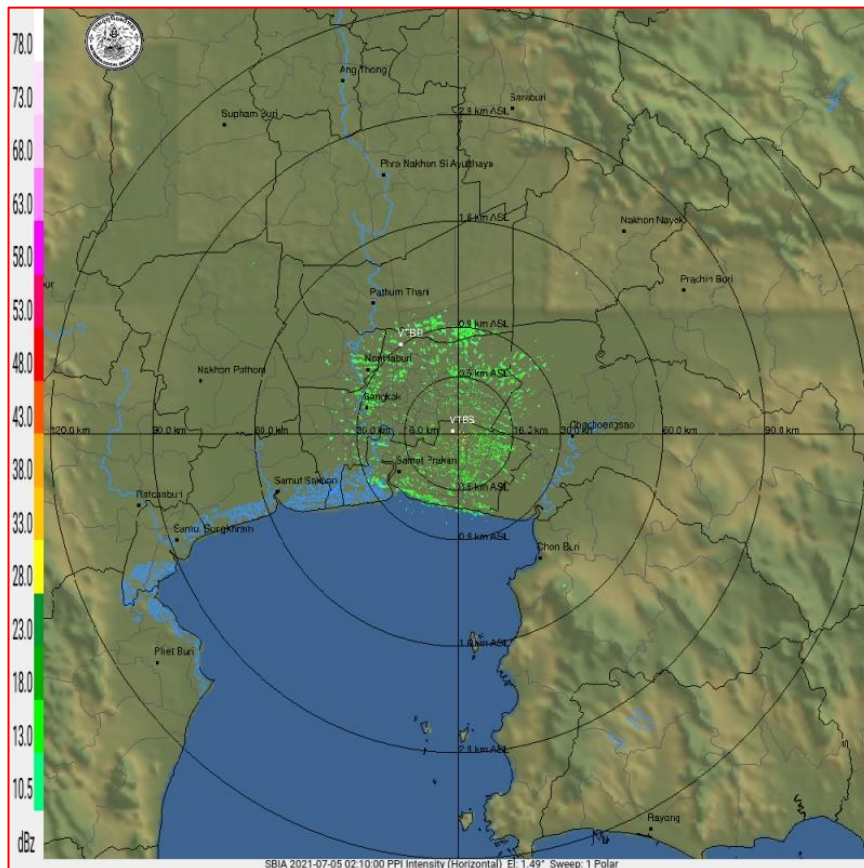 78.0
73.0
68.0
63.0
58.0
53.0
48.0
43.0
38.0
33.0
28.0
23.0
18.0
13.0
10.5
dBz
Ang Thong
Saraburi
2.8 km ASL
Suphan Buri
Phra Nakhon Si Ayutthaya
1.6 km ASL
Nakhon Nayok
Prachin Buri
Pathum Thani
0.8 km ASL
VTBD
Nonthaburi
0.5 km ASL
Nakhon Pathom
Bangkok
VTBS
Chachoengsao
120.0 km
90.0 km
60.0 km
30.0 km
15.0 km
15.0 km
30.0 km
60.0 km
90.0 km
Samut Prakan
0.5 km ASL
Samut Sakhon
Ratchaburi
Samut Songkhram
0.8 km ASL
Chon Buri
1.6 km ASL
Phet Buri
2.8 km ASL
Rayong
SBIA 2021-07-05 02:10:00 PPI Intensity (Horizontal) El: 1.49° Sweep: 1 Polar